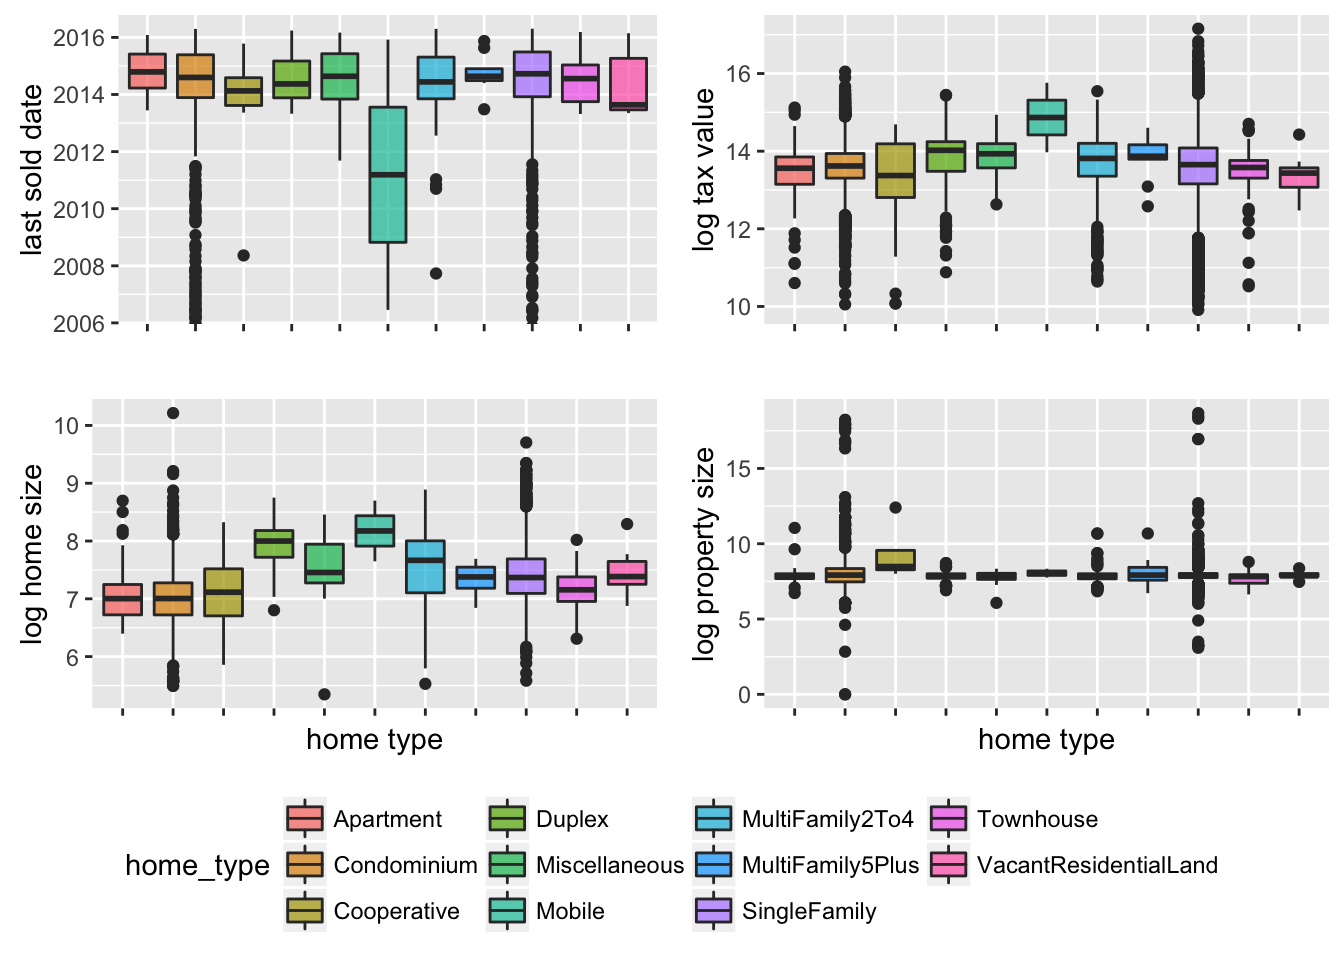 last sold date
2016
2014
2012
2010
2008
2006
log tax value
16
14
12
10
log home size
10
9
8
7
6
home type
log property size
15
10
5
0
home type
home_type
Apartment
Condominium
Cooperative
Duplex
Miscellaneous
Mobile
MultiFamily2To4
MultiFamily5Plus
SingleFamily
Townhouse
VacantResidentialLand